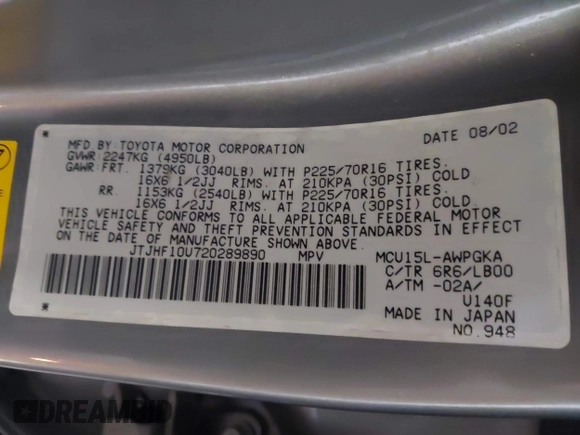 DATE 08/02
MFD.BY:TOYOTA MOTOR CORPORATION
GVWR:2247KG (4950LB)
GAWR:FRT. 1379KG (3040LB) WITH P225/70R16 TIRES.
16X6 1/2JJ RIMS. AT 210KPA (30PSI) COLD
RR. 1153KG (2540LB) WITH P225/70R16 TIRES.
16X6 1/2JJ RIMS. AT 210KPA (30PSI) COLD
THIS VEHICLE CONFORMS TO ALL APPLICABLE FEDERAL MOTOR
VEHICLE SAFETY AND THEFT PREVENTION STANDARDS IN EFFECT
ON THE DATE OF MANUFACTURE SHOWN ABOVE.
JTJHF10U720289890 MPV MCU15L-AWPGKA
C/TR 6R6/LB00
A/TM -02A/
U140F
MADE IN JAPAN
NO.948
DREAMBID